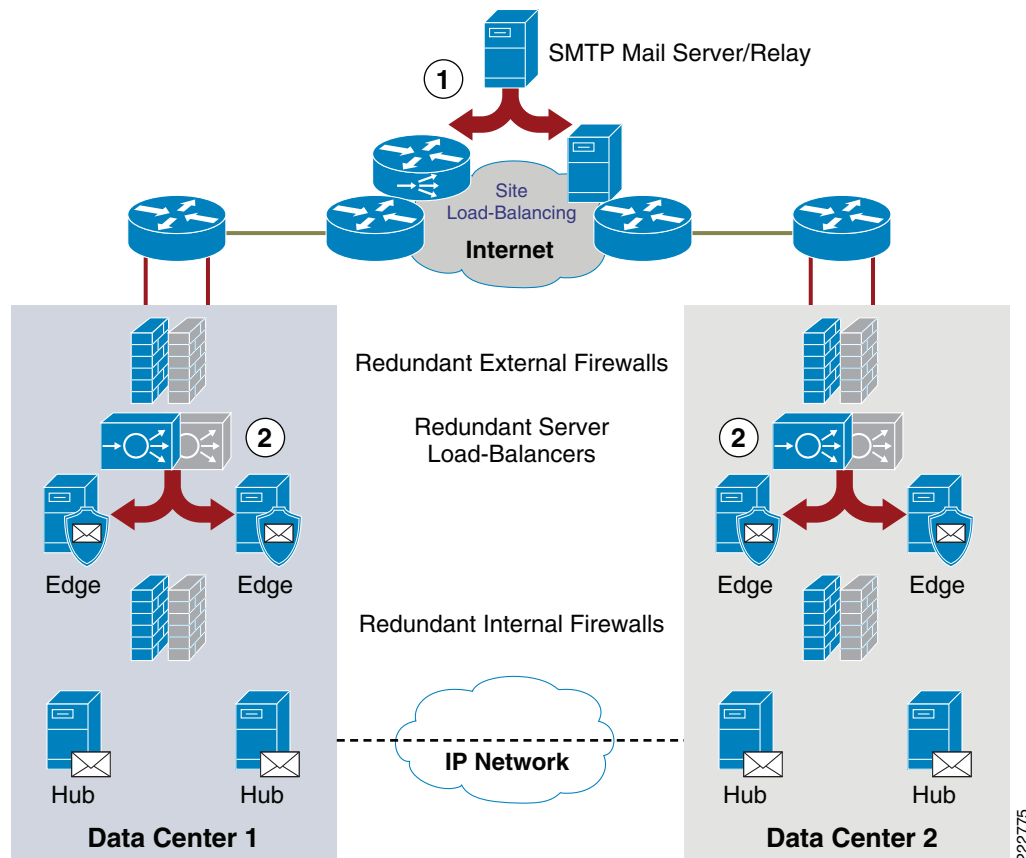 SMTP Mail Server/Relay
1
Site
Load-Balancing
Internet
Redundant External Firewalls
2
Redundant Server
Load-Balancers
2
Edge
Edge
Edge
Edge
Redundant Internal Firewalls
IP Network
Hub
Hub
Hub
Hub
Data Center 1
Data Center 2
222775